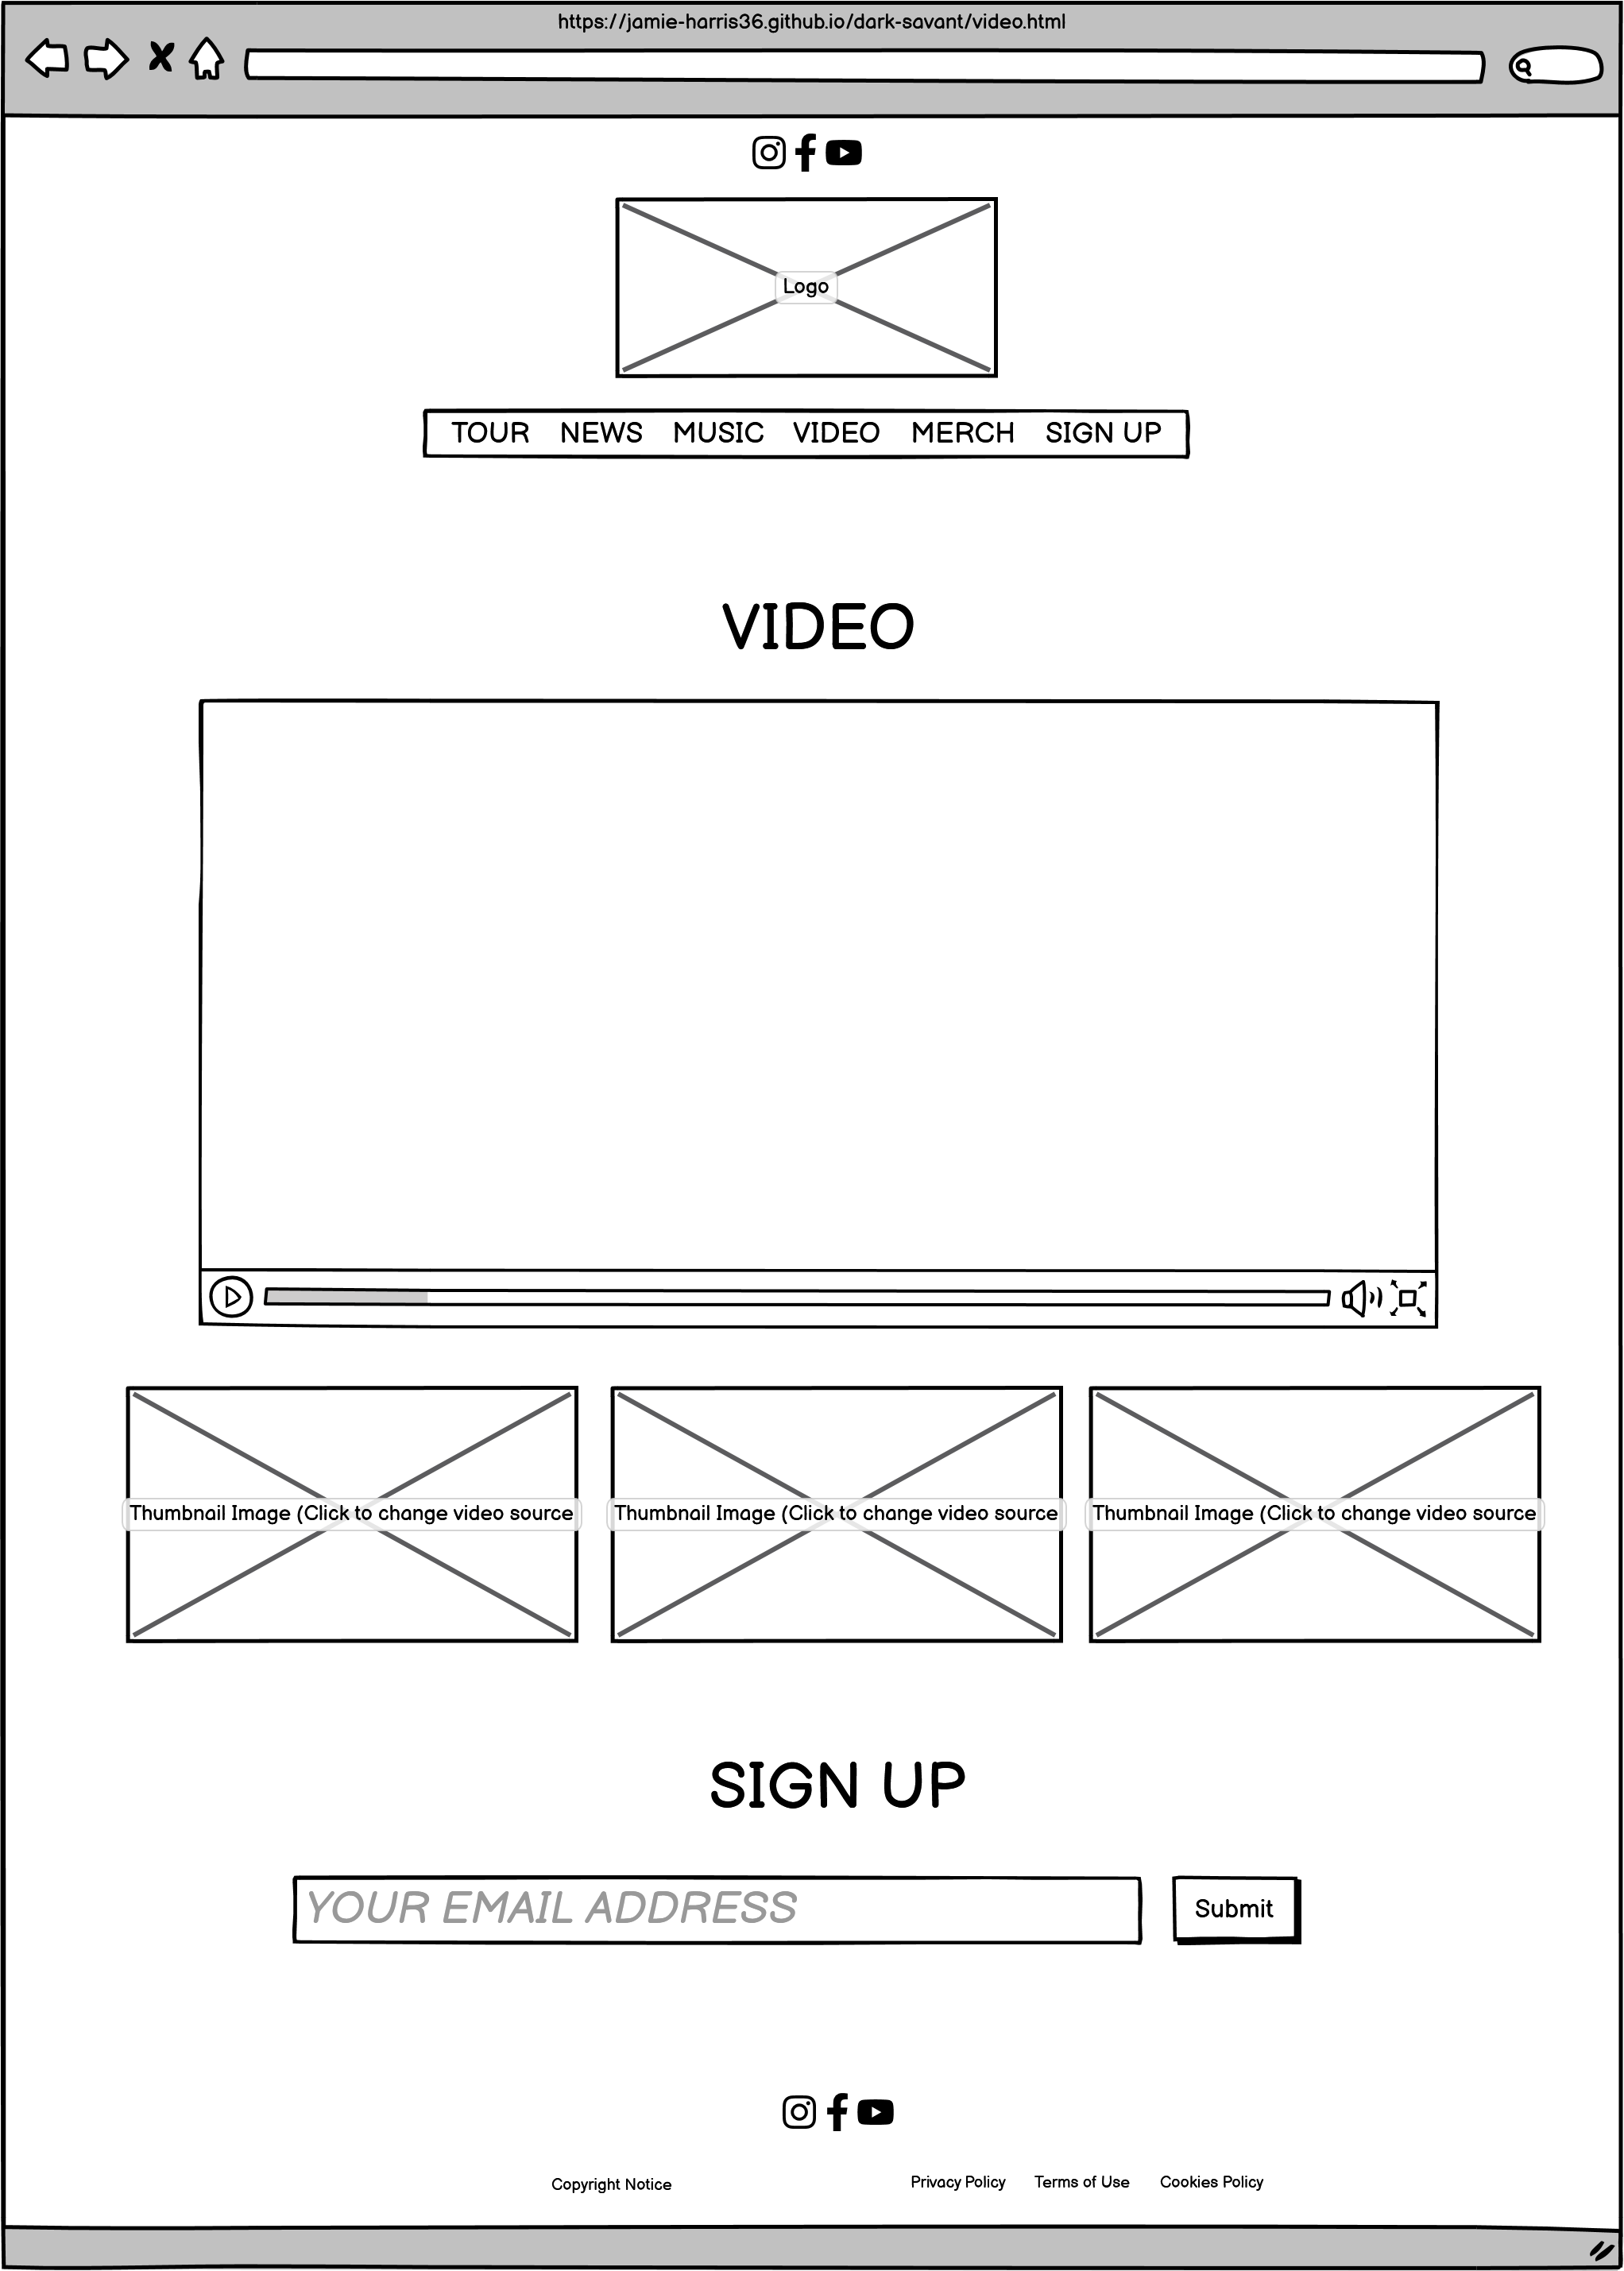 https://jamie-harris36.github.io/dark-savant/video.html
Logo
TOUR NEWS MUSIC VIDEO MERCH SIGN UP
VIDEO
Thumbnail Image (Click to change video source
Thumbnail Image (Click to change video source
Thumbnail Image (Click to change video source
SIGN UP
YOUR EMAIL ADDRESS
Submit
Copyright Notice Privacy Policy Terms of Use Cookies Policy